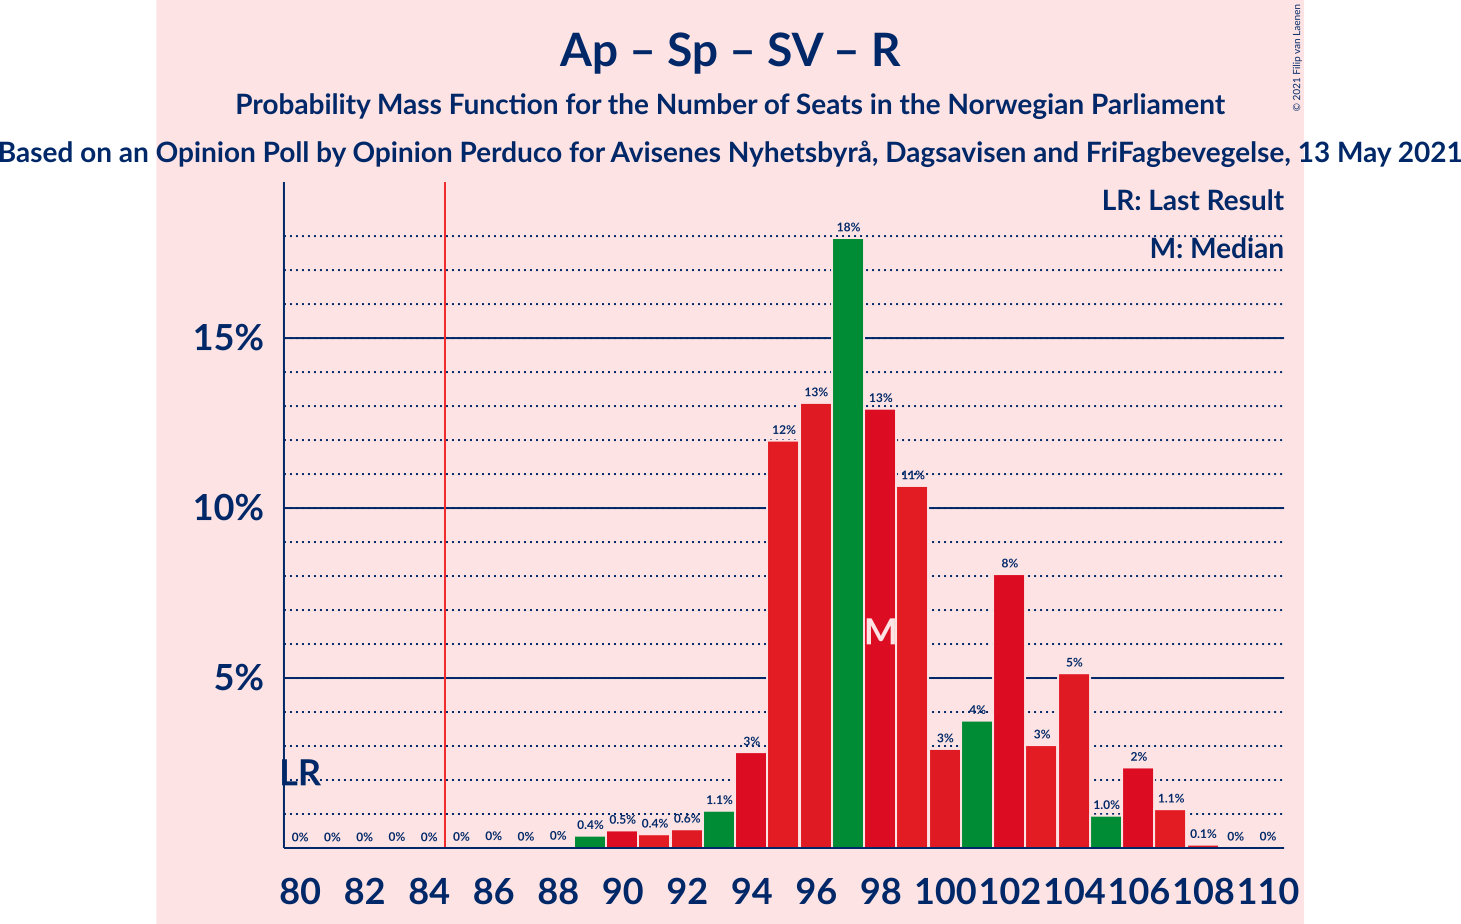 Ap – Sp – SV – R
Probability Mass Function for the Number of Seats in the Norwegian Parliament
Based on an Opinion Poll by Opinion Perduco for Avisenes Nyhetsbyrå, Dagsavisen and FriFagbevegelse, 13 May 2021
© 2021 Filip van Laenen
LR: Last Result
M: Median
15%
10%
5%
LR
M
0% 0% 0% 0% 0% 0% 0% 0% 0% 0.4% 0.5% 0.4% 0.6% 1.1% 3% 12% 13% 18% 13% 11% 3% 4% 8% 3% 5% 1.0% 2% 1.1% 0.1% 0% 0%
80 82 84 86 88 90 92 94 96 98 100 102 104 106 108 110